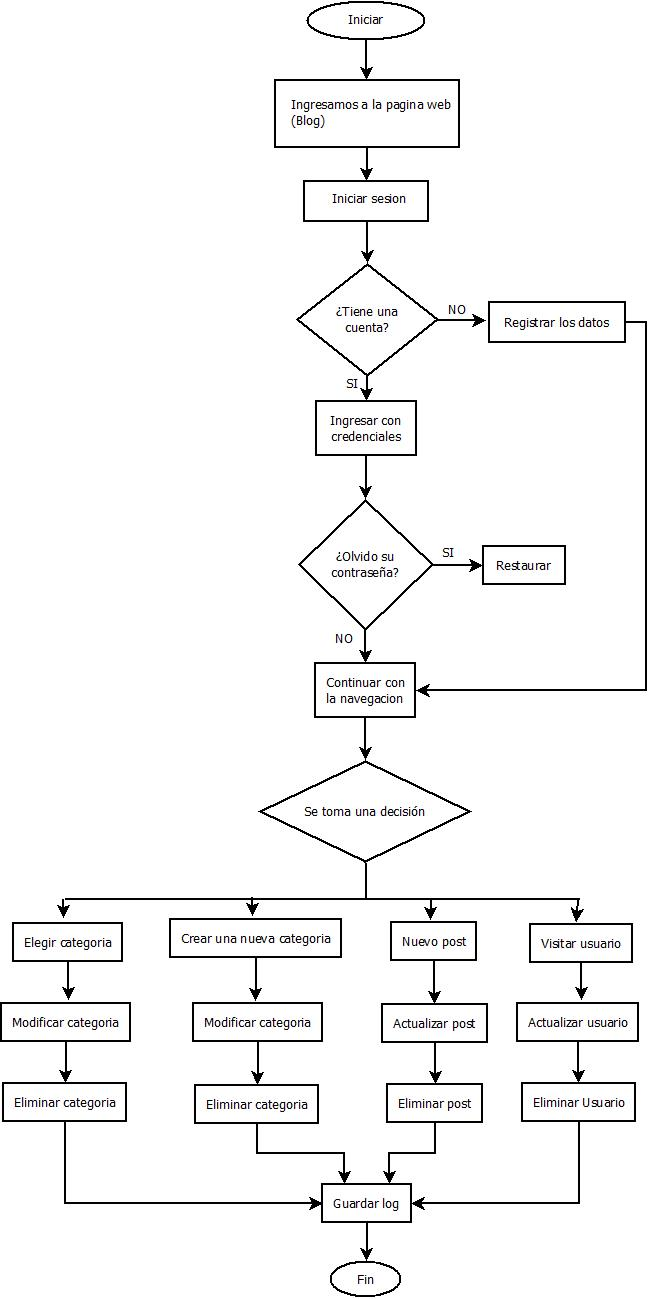 Iniciar
Ingresamos a la pagina web
(Blog)
Iniciar sesion
¿Tiene una
cuenta?
NO
Registrar los datos
SI
Ingresar con
credenciales
¿Olvido su
contraseña?
SI
Restaurar
NO
Continuar con
la navegacion
Se toma una decisión
Elegir categoria
Crear una nueva categoria
Nuevo post
Visitar usuario
Modificar categoria
Modificar categoria
Actualizar post
Actualizar usuario
Eliminar categoria
Eliminar categoria
Eliminar post
Eliminar Usuario
Guardar log
Fin